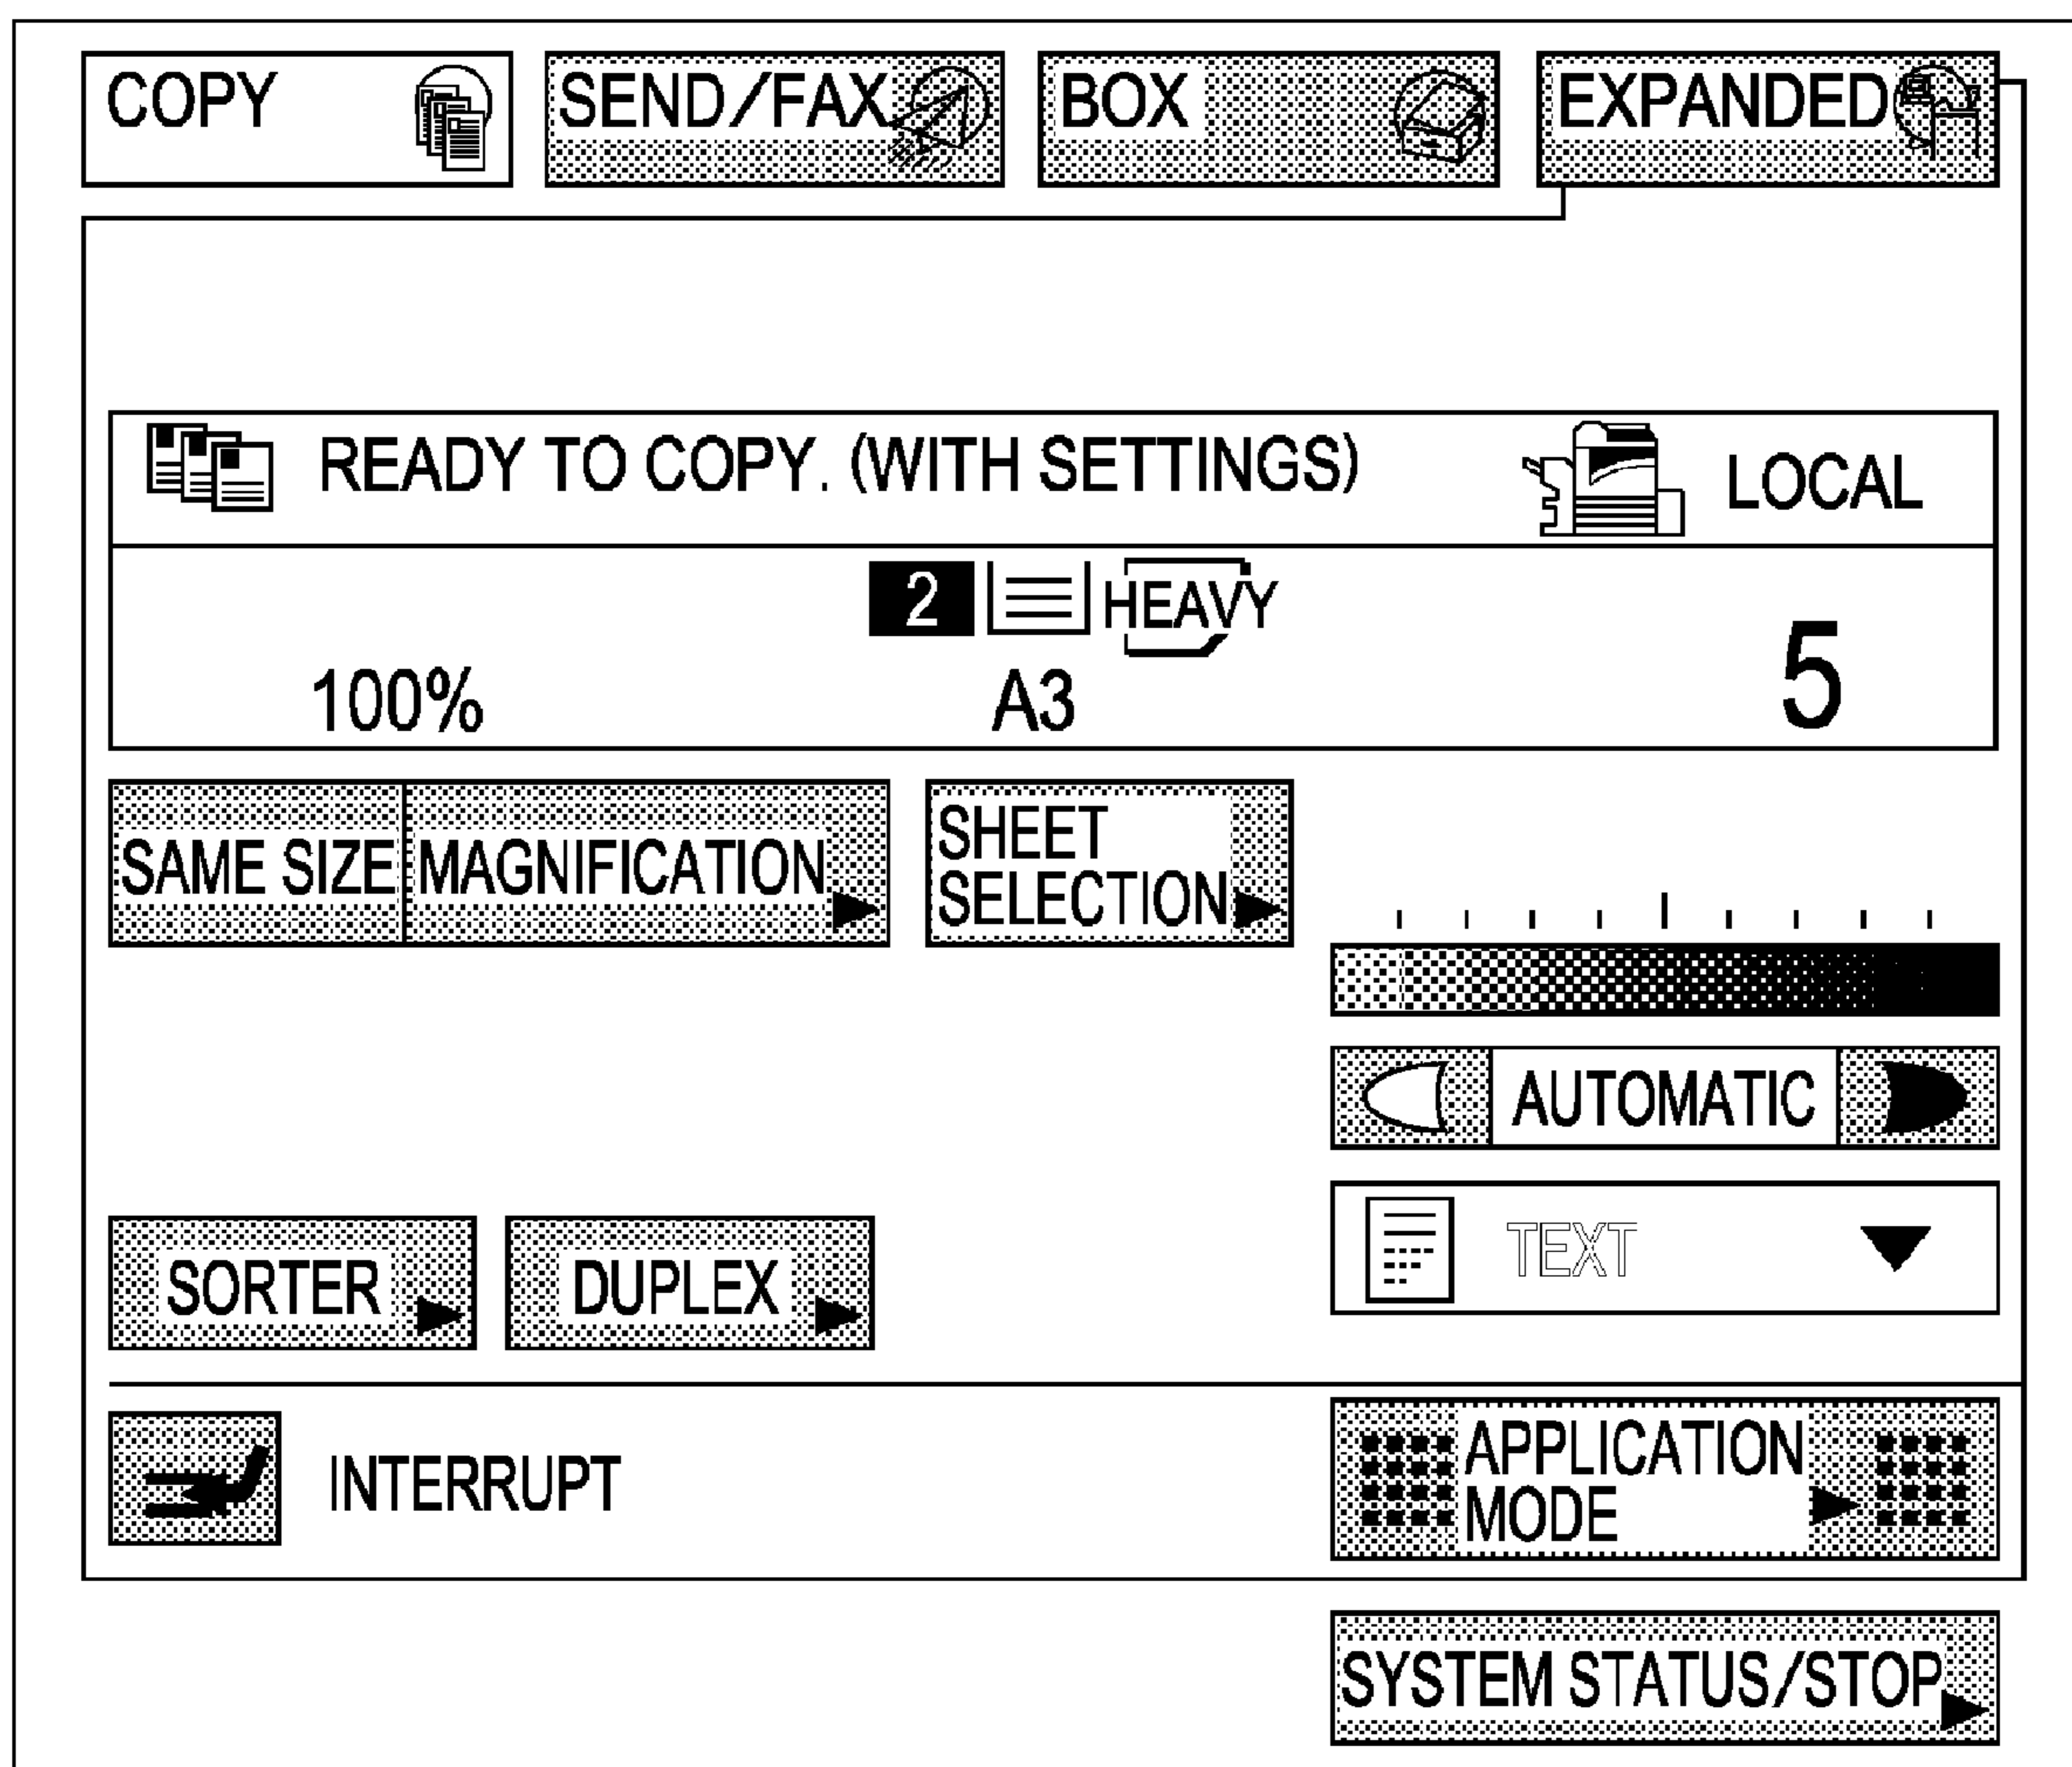 COPY
SEND/FAX
BOX
EXPANDED
READY TO COPY. (WITH SETTINGS)
LOCAL
2
HEAVY
100%
A3
5
SAME SIZE
MAGNIFICATION
SHEET
SELECTION
AUTOMATIC
TEXT
SORTER
DUPLEX
INTERRUPT
APPLICATION
MODE
SYSTEM STATUS/STOP